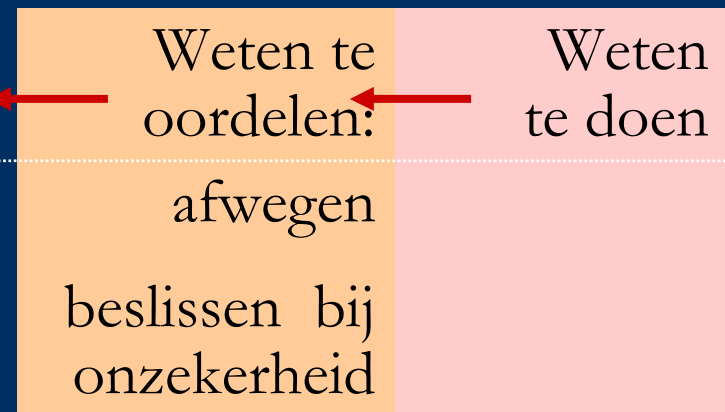 Weten te
oordelen:
afwegen
beslissen bij
onzekerheid
Weten
te doen